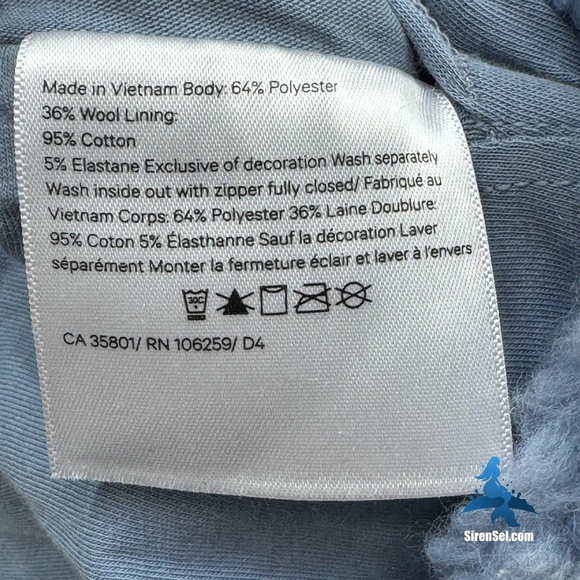 Made in Vietnam Body: 64% Polyester
36% Wool Lining:
95% Cotton
5% Elastane Exclusive of decoration Wash separately
Wash inside out with zipper fully closed/ Fabriqué au
Vietnam Corps: 64% Polyester 36% Laine Doublure:
95% Coton 5% Élasthanne Sauf la décoration Laver
séparément Monter la fermeture éclair et laver à l'envers
30C
CA 35801/ RN 106259/ D4
SirenSel.com